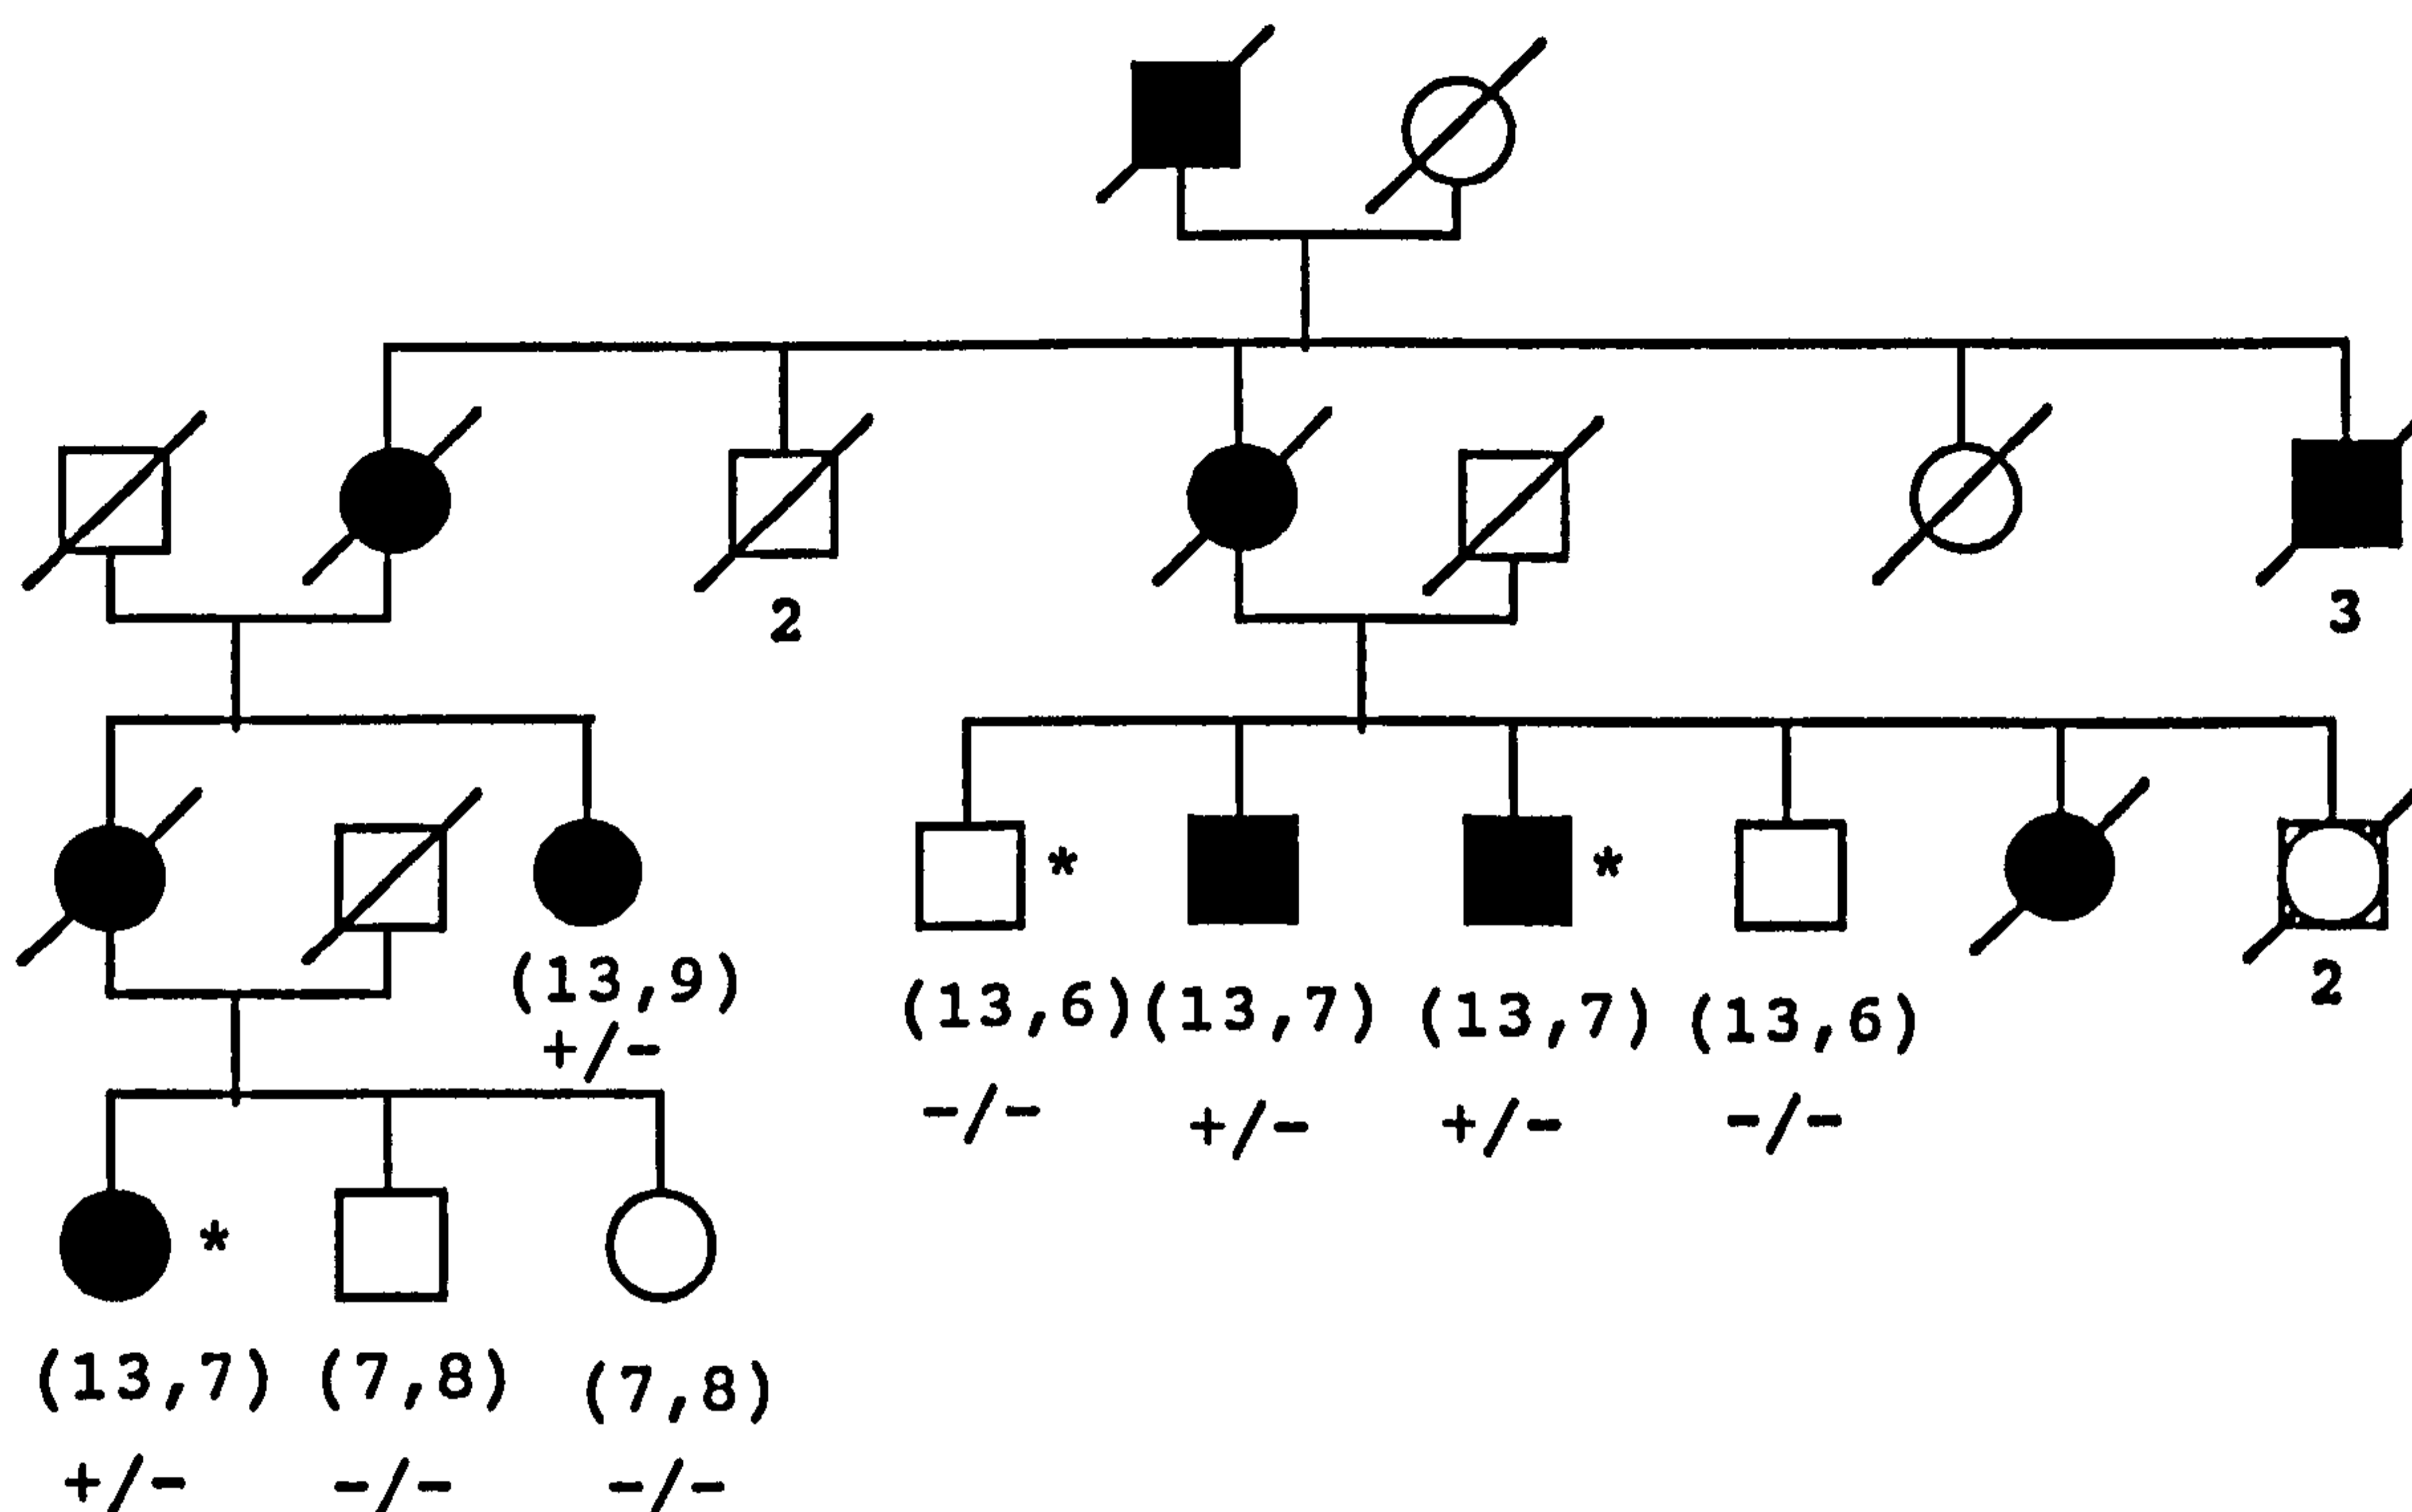 2 3
* *
(13,9) (13,6) (13,7) (13,7) (13,6) 2
+/- -/- +/- +/- -/-
*
(13,7) (7,8) (7,8)
+/- -/- -/-